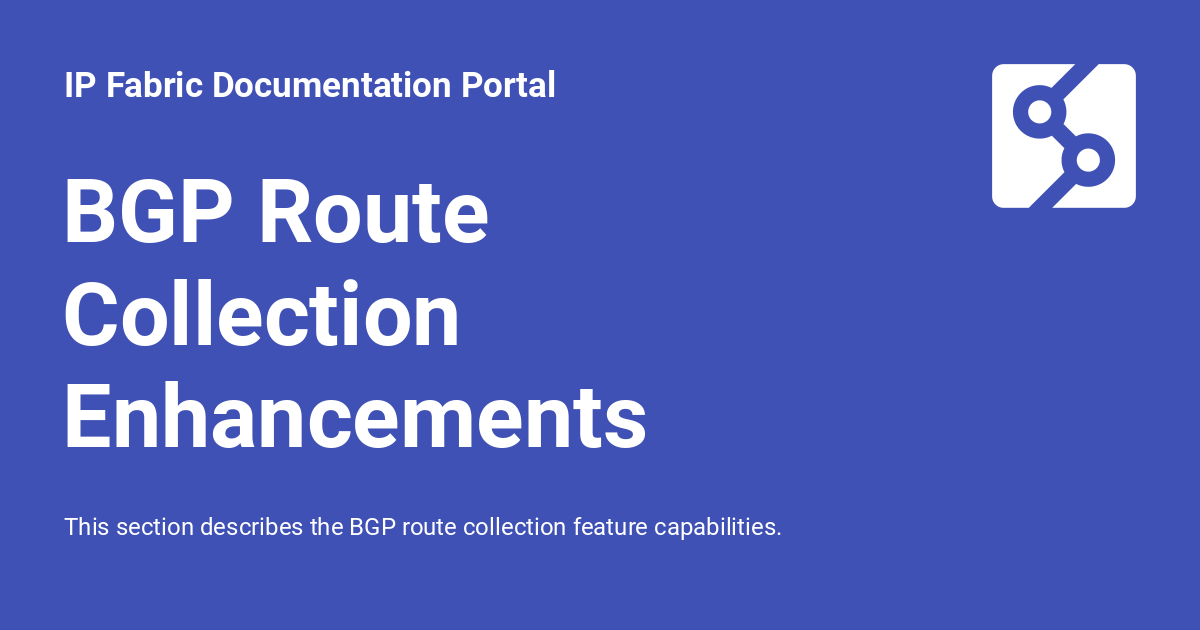 IP Fabric Documentation Portal
BGP Route
Collection
Enhancements
This section describes the BGP route collection feature capabilities.